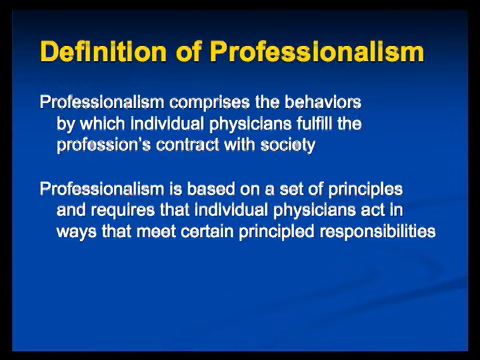 Definition of Professionalism
Professionalism comprises the behaviors
by which individual physicians fulfill the
profession's contract with society
Professionalism is based on a set of principles
and requires that individual physicians act in
ways that meet certain principled responsibilities